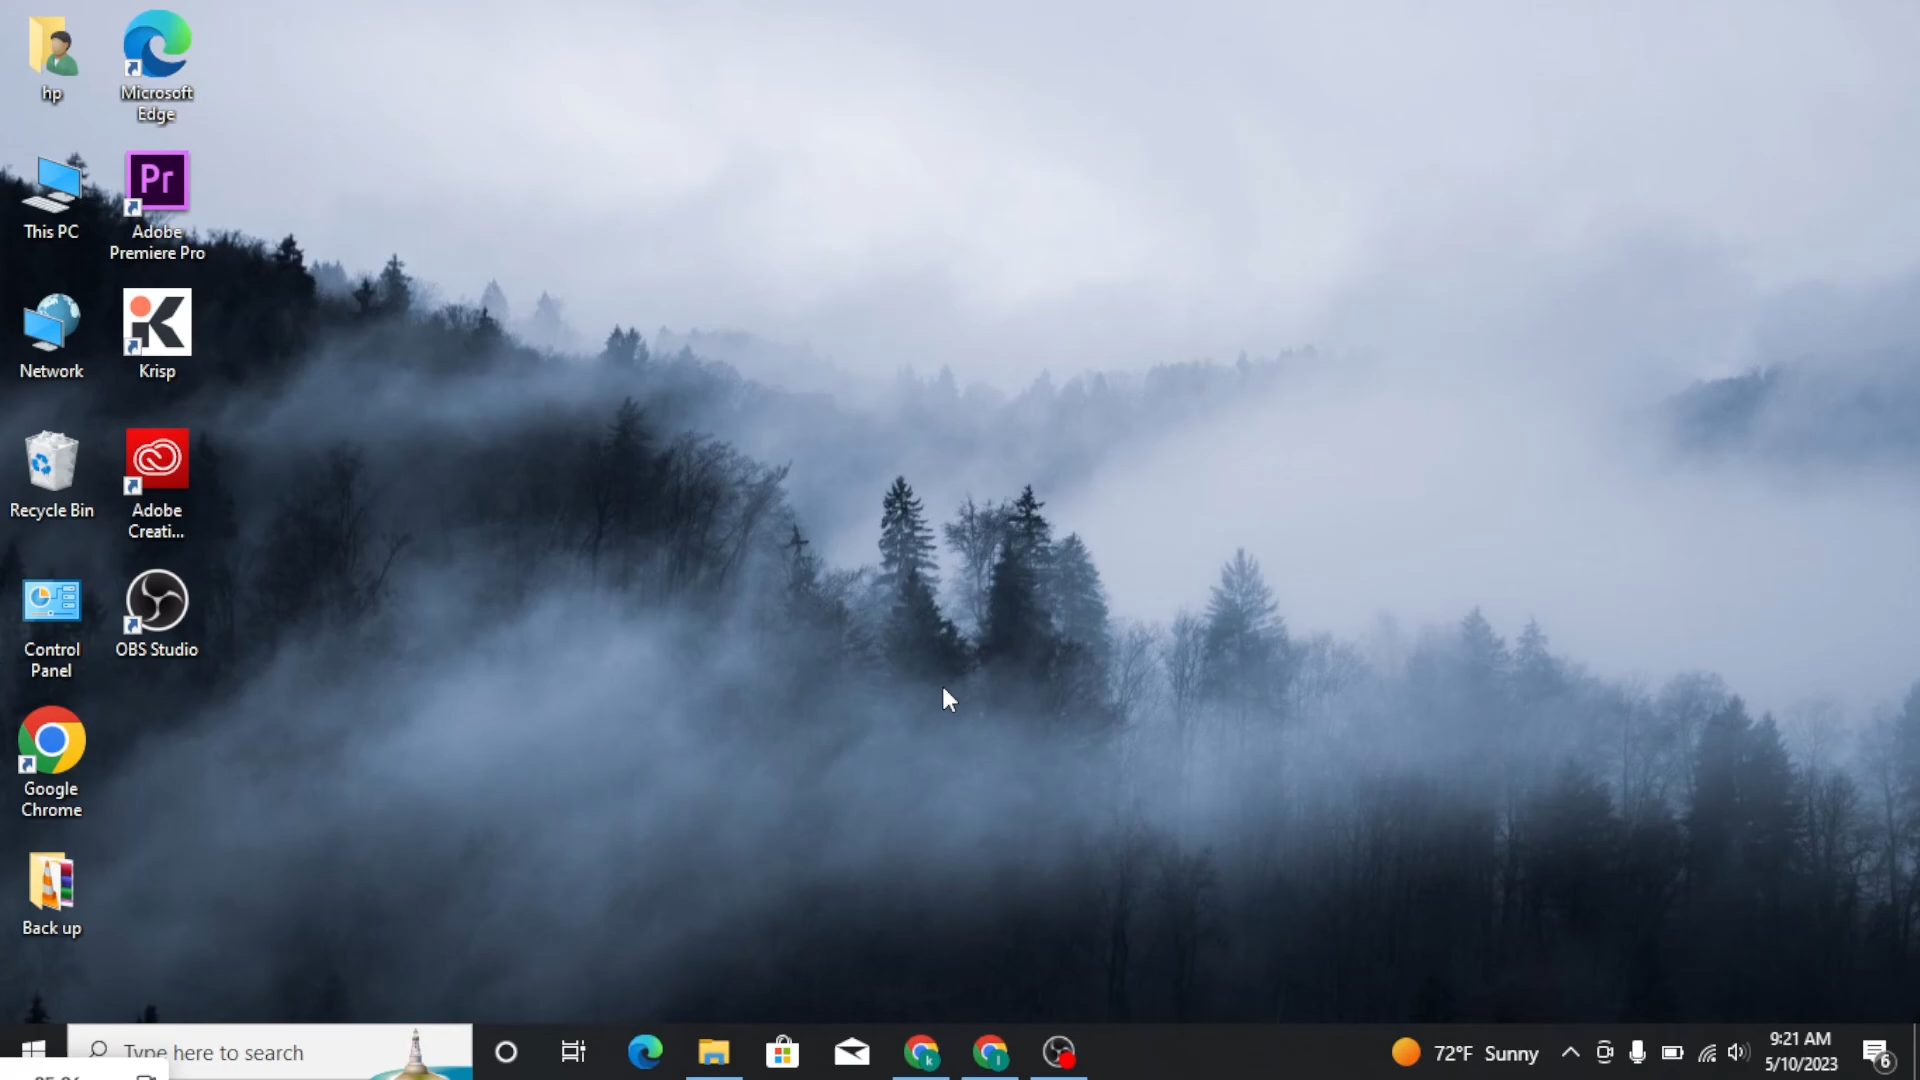 hp
Microsoft
Edge
This PC
Pr
Adobe
Premiere Pro
Network
Krisp
Recycle Bin
Adobe
Creati...
Control
Panel
OBS Studio
Google
Chrome
Back up
Type here to search
k
l
72°F Sunny
9:21 AM
5/10/2023
6